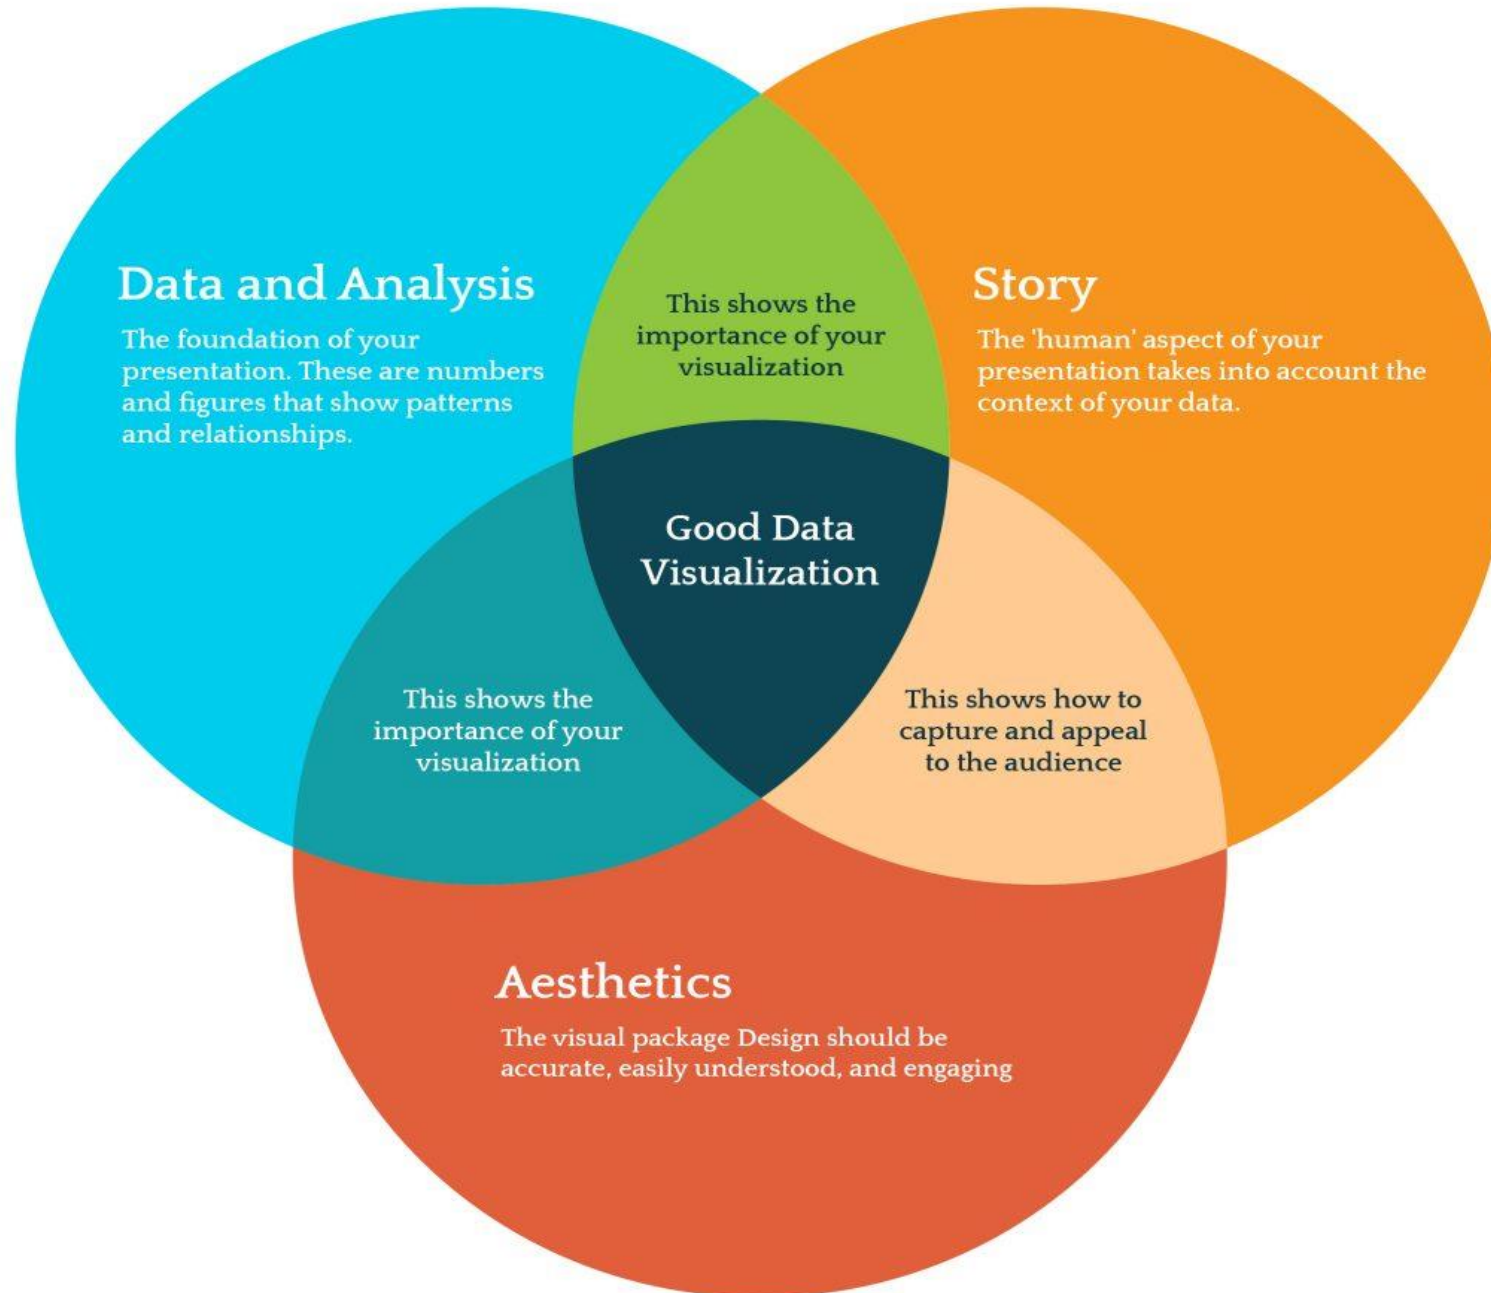 Data and Analysis
The foundation of your
presentation. These are numbers
and figures that show patterns
and relationships.
This shows the
importance of your
visualization
Story
The 'human' aspect of your
presentation takes into account the
context of your data.
Good Data
Visualization
This shows the
importance of your
visualization
This shows how to
capture and appeal
to the audience
Aesthetics
The visual package Design should be
accurate, easily understood, and engaging